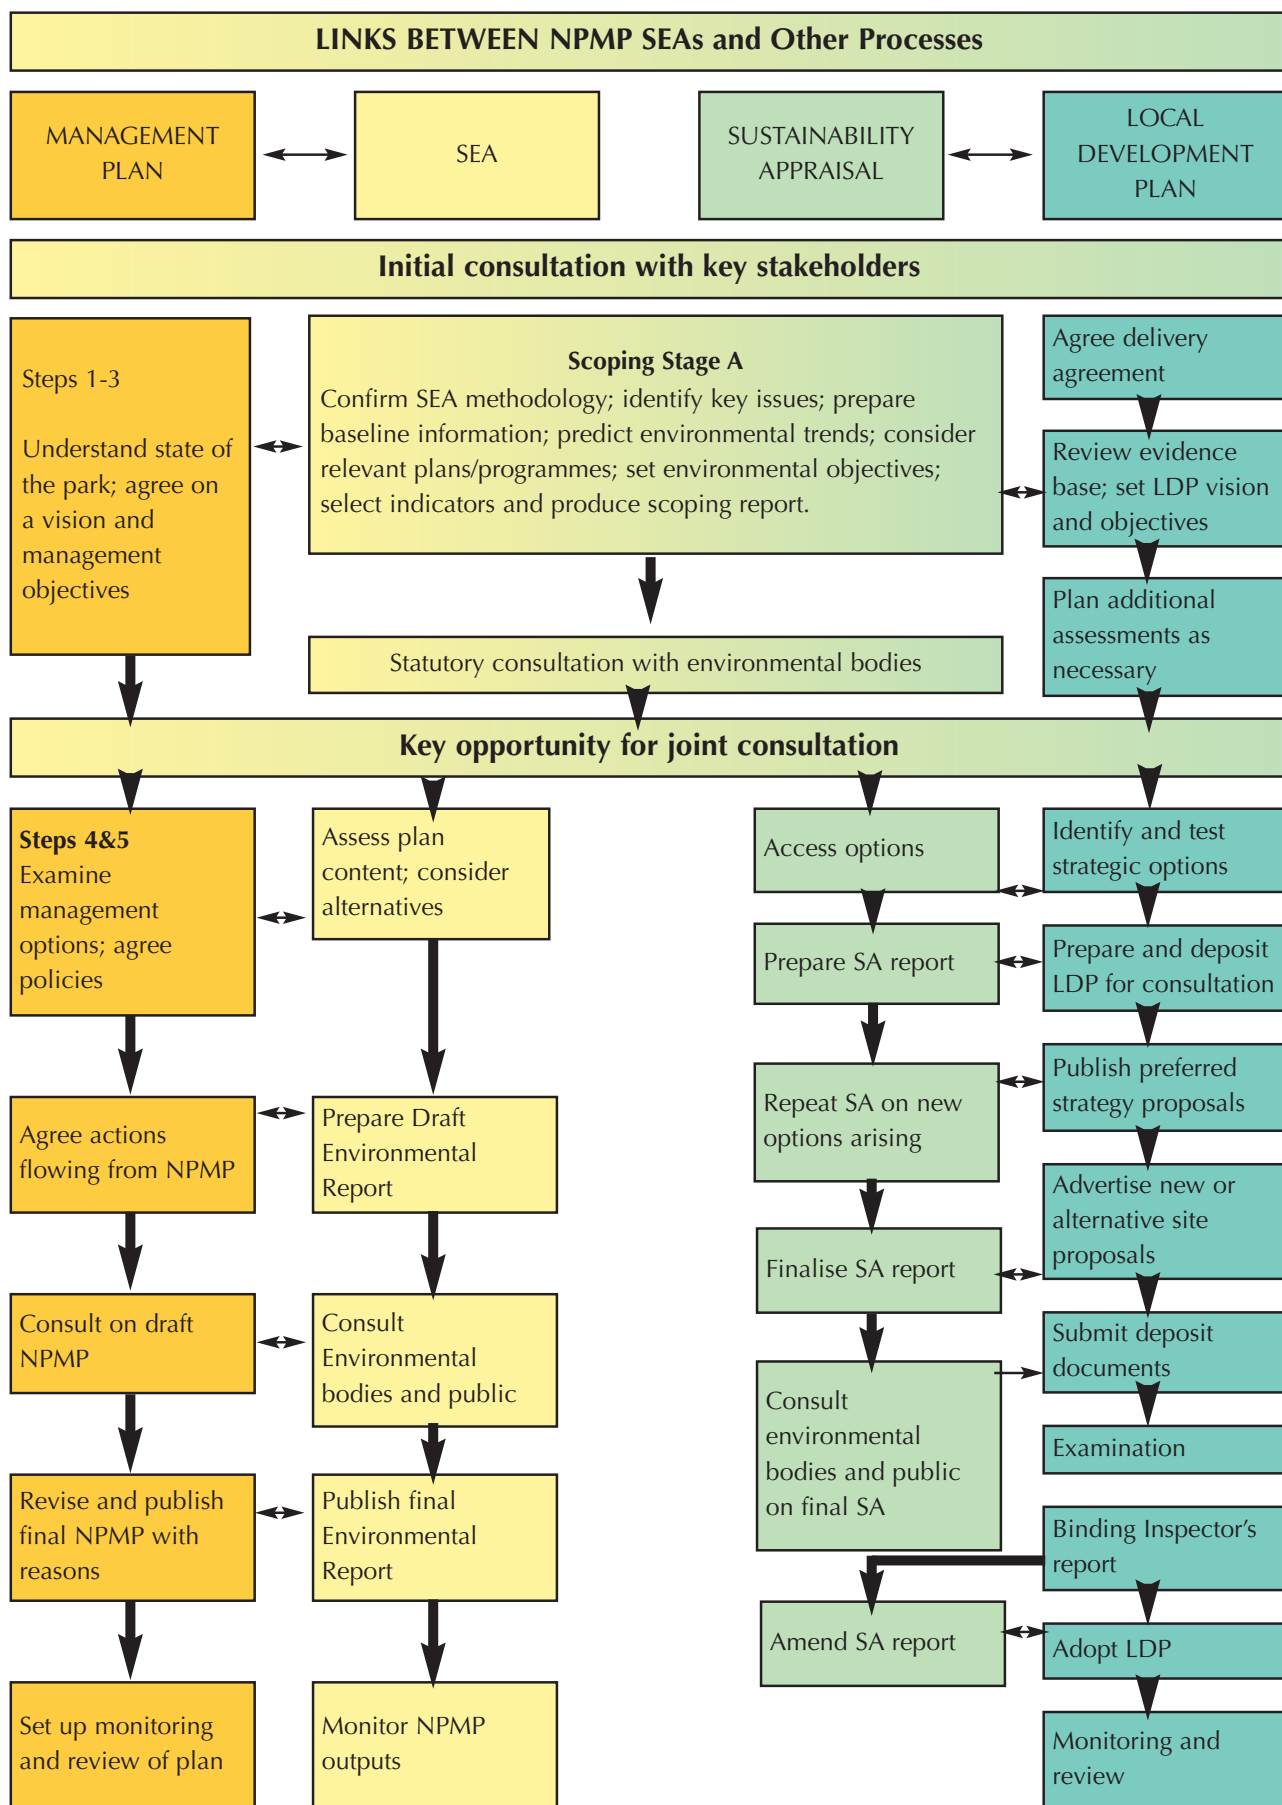 LINKS BETWEEN NPMP SEAs and Other Processes
MANAGEMENT
PLAN
SEA
SUSTAINABILITY
APPRAISAL
LOCAL
DEVELOPMENT
PLAN
Initial consultation with key stakeholders
Steps 1-3
Understand state of
the park; agree on
a vision and
management
objectives
Scoping Stage A
Confirm SEA methodology; identify key issues; prepare
baseline information; predict environmental trends; consider
relevant plans/programmes; set environmental objectives;
select indicators and produce scoping report.
Statutory consultation with environmental bodies
Agree delivery
agreement
Review evidence
base; set LDP vision
and objectives
Plan additional
assessments as
necessary
Key opportunity for joint consultation
Steps 4&5
Examine
management
options; agree
policies
Agree actions
flowing from NPMP
Consult on draft
NPMP
Revise and publish
final NPMP with
reasons
Set up monitoring
and review of plan
Assess plan
content; consider
alternatives
Prepare Draft
Environmental
Report
Consult
Environmental
bodies and public
Publish final
Environmental
Report
Monitor NPMP
outputs
Access options
Prepare SA report
Repeat SA on new
options arising
Finalise SA report
Consult
environmental
bodies and public
on final SA
Amend SA report
Identify and test
strategic options
Prepare and deposit
LDP for consultation
Publish preferred
strategy proposals
Advertise new or
alternative site
proposals
Submit deposit
documents
Examination
Binding Inspector's
report
Adopt LDP
Monitoring and
review